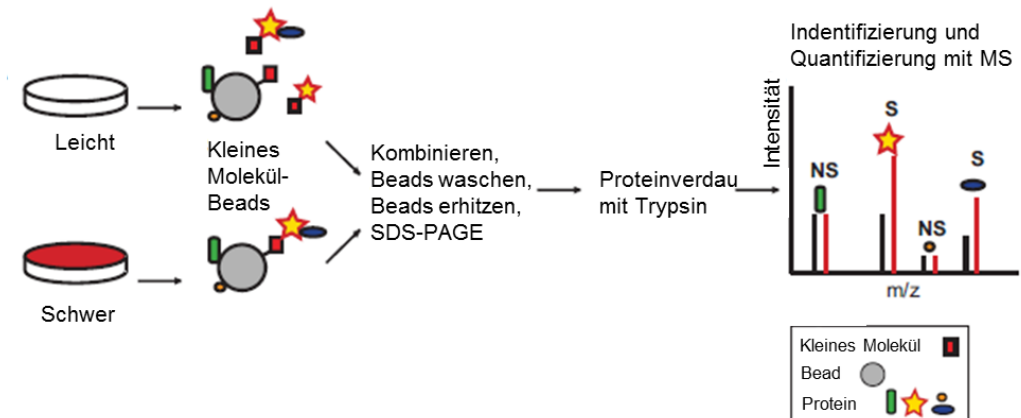 Leicht
Schwer
Kleines
Molekül-
Beads
Kombinieren,
Beads waschen,
Beads erhitzen,
SDS-PAGE
Proteinverdau
mit Trypsin
Indentifizierung und
Quantifizierung mit MS
Intensität
NS
S
NS
S
m/z
Kleines Molekül
Bead
Protein